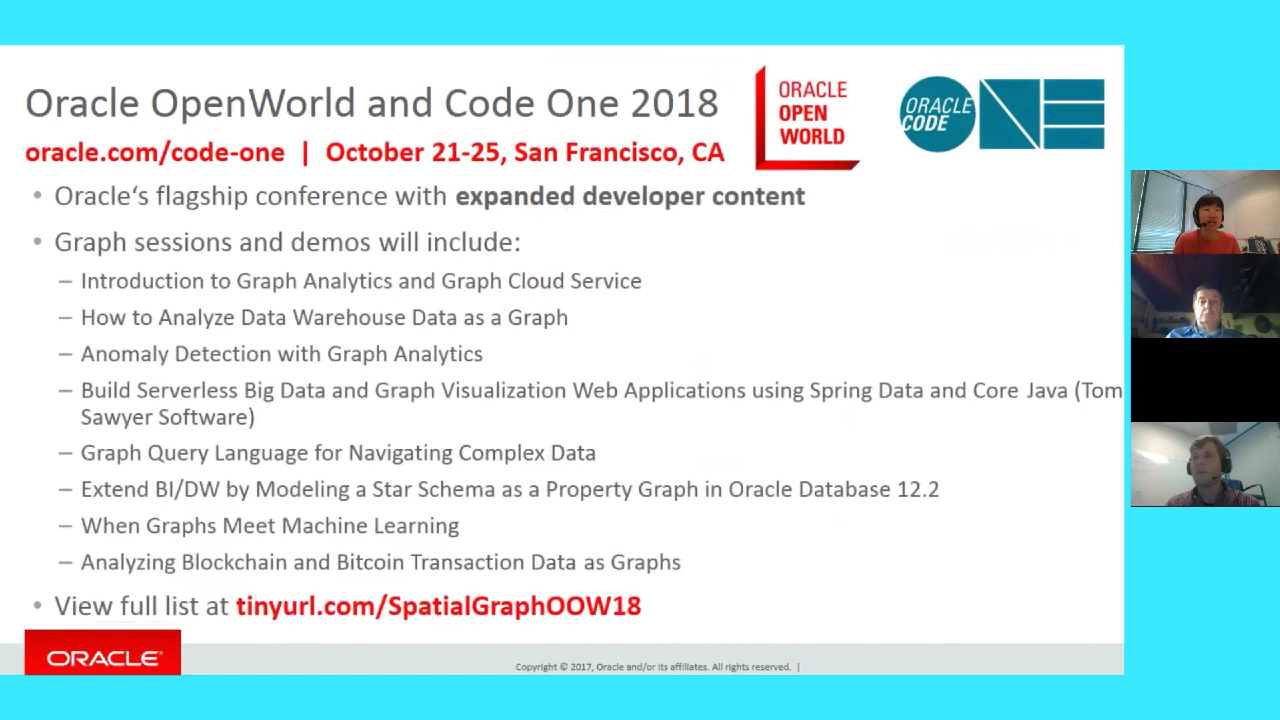 Oracle OpenWorld and Code One 2018
ORACLE
OPEN
WORLD
ORACLE
CODE
ONE
oracle.com/code-one | October 21-25, San Francisco, CA
• Oracle‘s flagship conference with expanded developer content
• Graph sessions and demos will include:
– Introduction to Graph Analytics and Graph Cloud Service
– How to Analyze Data Warehouse Data as a Graph
– Anomaly Detection with Graph Analytics
– Build Serverless Big Data and Graph Visualization Web Applications using Spring Data and Core Java (Tom
Sawyer Software)
– Graph Query Language for Navigating Complex Data
– Extend BI/DW by Modeling a Star Schema as a Property Graph in Oracle Database 12.2
– When Graphs Meet Machine Learning
– Analyzing Blockchain and Bitcoin Transaction Data as Graphs
• View full list at tinyurl.com/SpatialGraphOOW18
ORACLE®
Copyright © 2017, Oracle and/or its affiliates. All rights reserved. |